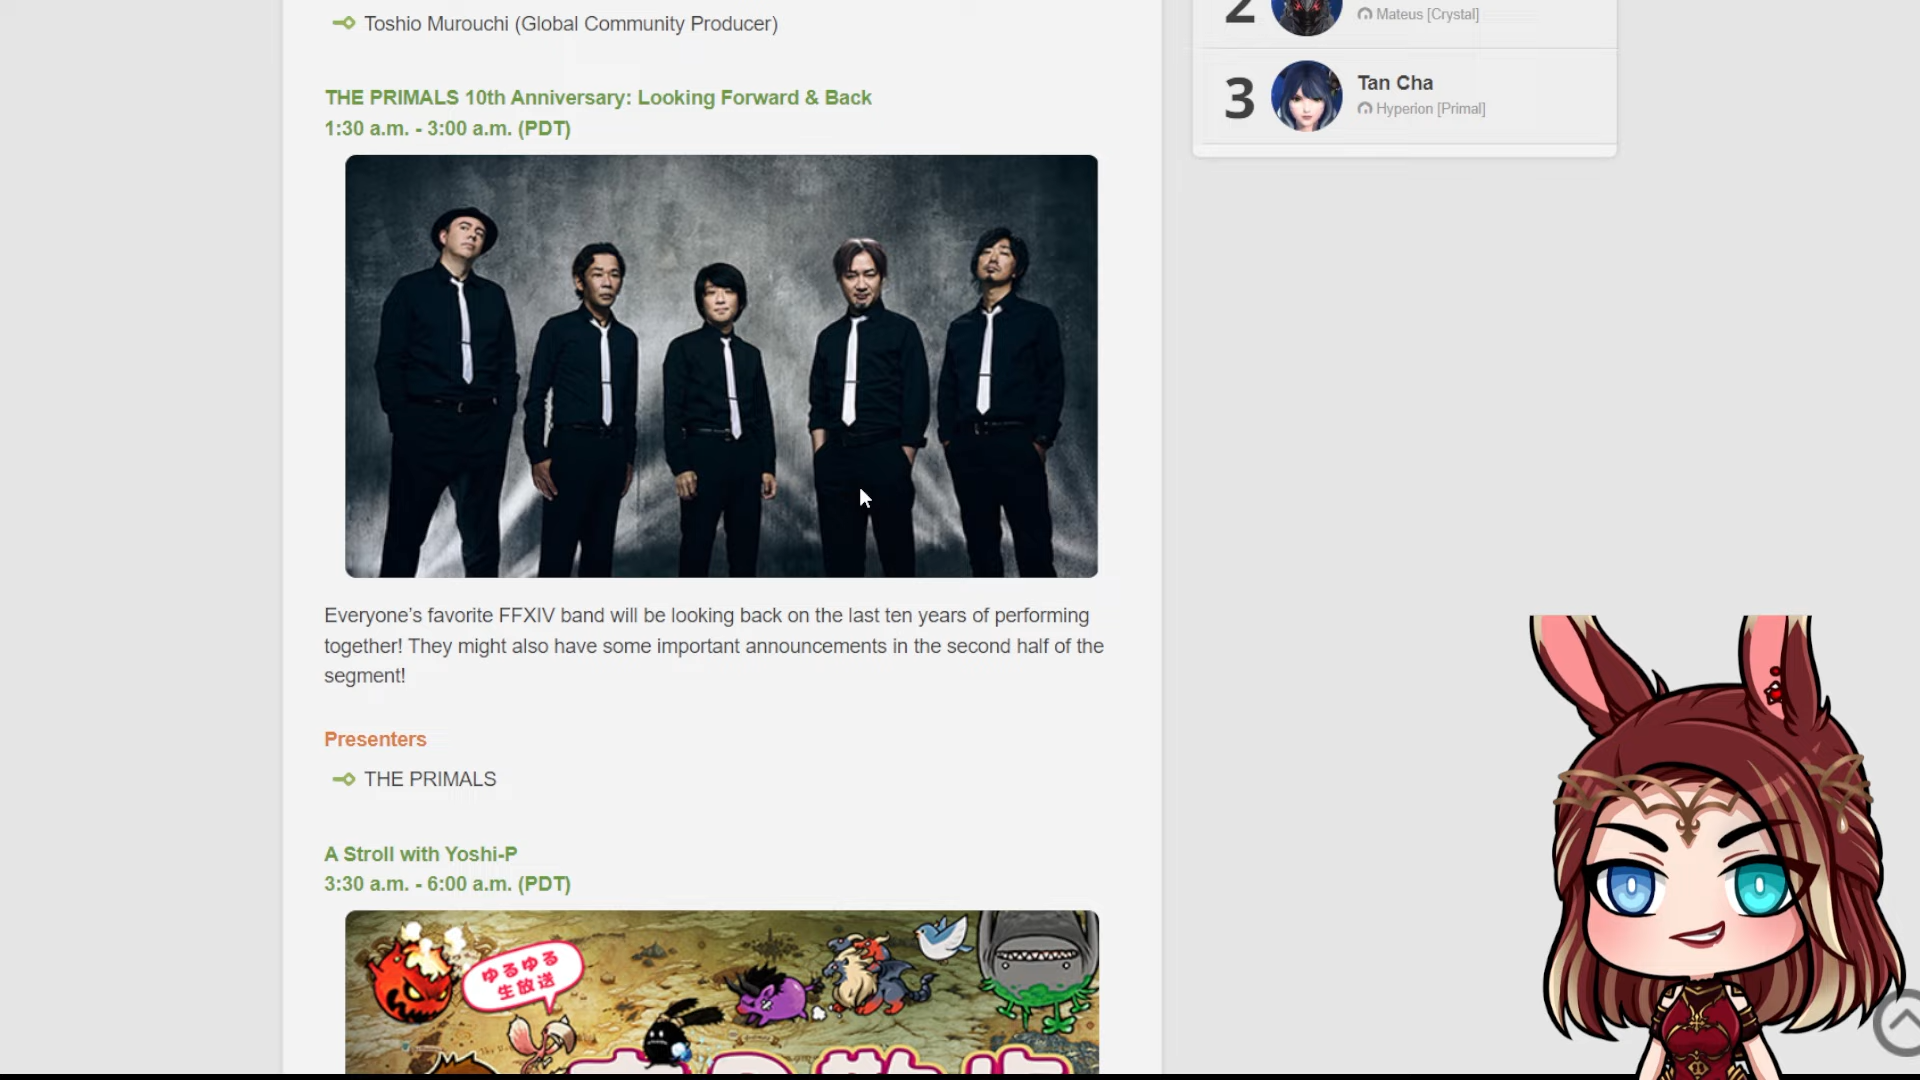 Toshio Murouchi (Global Community Producer)
THE PRIMALS 10th Anniversary: Looking Forward & Back
1:30 a.m. - 3:00 a.m. (PDT)
Everyone’s favorite FFXIV band will be looking back on the last ten years of performing
together! They might also have some important announcements in the second half of the
segment!
Presenters
THE PRIMALS
A Stroll with Yoshi-P
3:30 a.m. - 6:00 a.m. (PDT)
ゆるゆる
生放送
2
Mateus [Crystal]
3
Tan Cha
Hyperion [Primal]